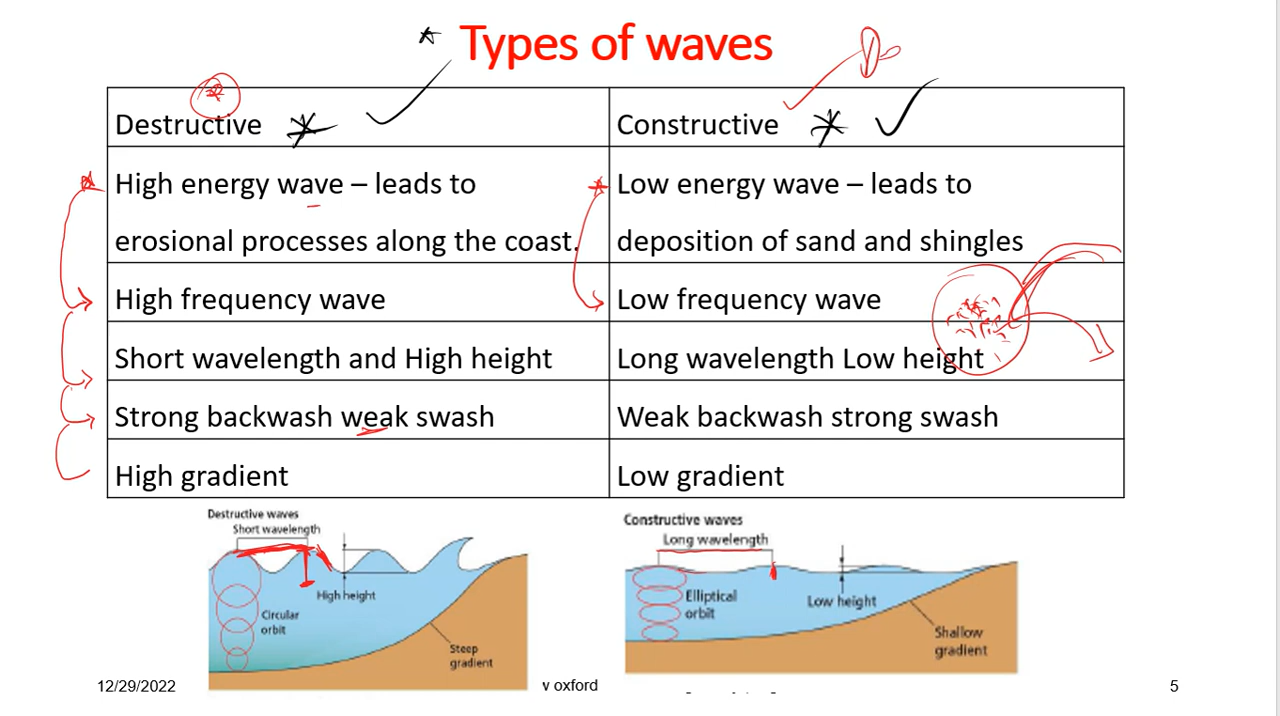 Types of waves
Destructive
Constructive
High energy wave – leads to
erosional processes along the coast.
Low energy wave – leads to
deposition of sand and shingles
High frequency wave
Low frequency wave
Short wavelength and High height
Long wavelength Low height
Strong backwash weak swash
Weak backwash strong swash
High gradient
Low gradient
Destructive waves
Short wavelength
High height
Circular
orbit
Steep
gradient
Constructive waves
Long wavelength
Elliptical
orbit
Low height
Shallow
gradient
12/29/2022
v oxford
5